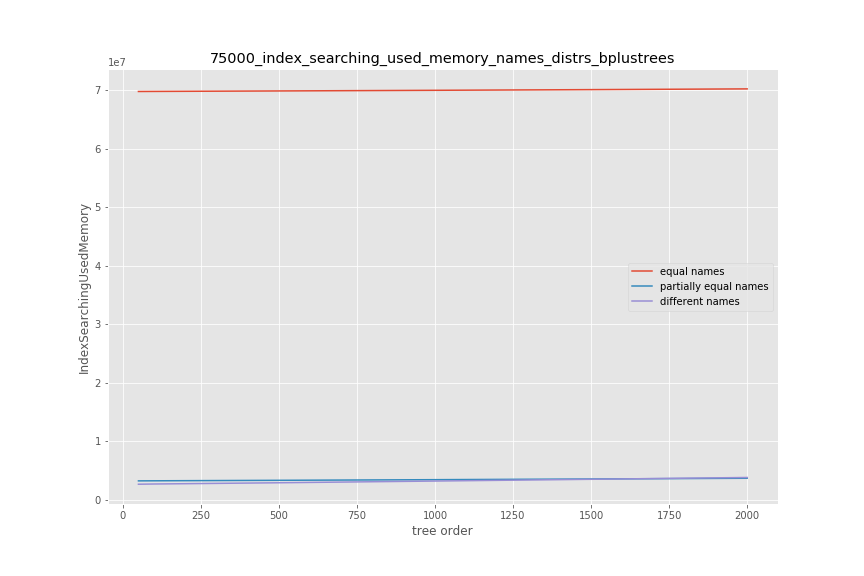 75000_index_searching_used_memory_names_distrs_bplustrees
1e7
7
6
5
4
3
2
1
0
IndexSearchingUsedMemory
equal names
partially equal names
different names
0 250 500 750 1000 1250 1500 1750 2000
tree order